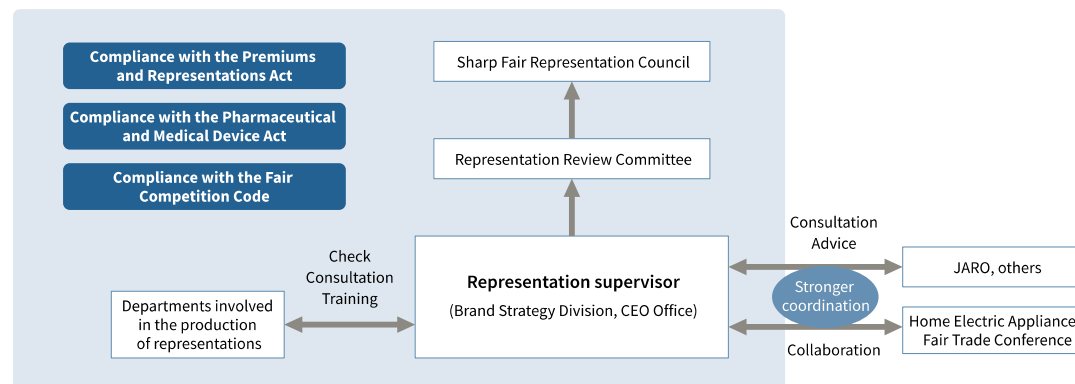 Compliance with the Premiums
and Representations Act
Compliance with the Pharmaceutical
and Medical Device Act
Compliance with the Fair
Competition Code
Sharp Fair Representation Council
Representation Review Committee
Check
Consultation
Training
Departments involved
in the production
of representations
Representation supervisor
(Brand Strategy Division, CEO Office)
Consultation
Advice
Stronger
coordination
Collaboration
JARO, others
Home Electric Appliance
Fair Trade Conference